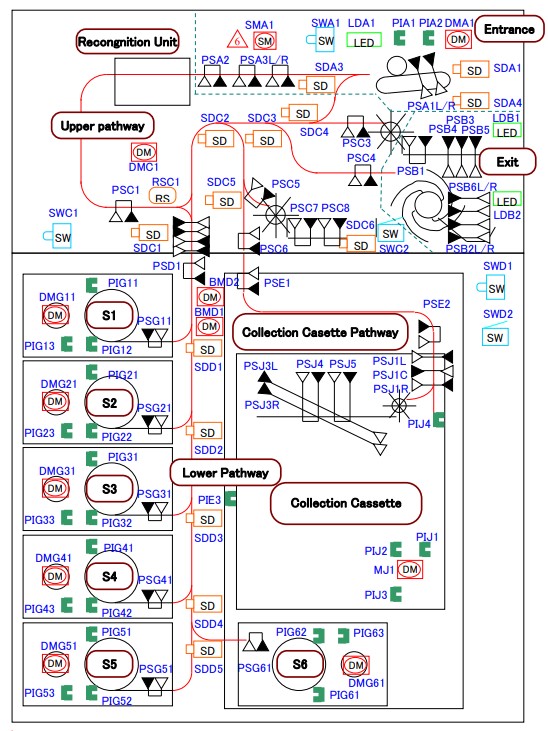 SMA1
SWA1
LDA1
PIA1
PIA2
DMA1
Entrance
6
SM
SW
LED
DM
Recongnition Unit
PSA2
PSA3L/R
SDA3
SD
SD
SDA1
PSA1L/R
SD
SDA4
LDB1
LED
Upper pathway
SDC2
SDC3
SD
SD
SDC4
PSC3
PSB3
PSB4
PSB5
DM
DMC1
PSC4
PSB1
Exit
RSC1
RS
PSC1
SDC5
SD
PSC5
PSB6L/R
LED
LDB2
SWC1
SW
SD
SDC1
PSC7
PSC8
SDC6
SD
SW
SWC2
PSC6
PSB2L/R
PSD1
BMD2
DM
PSE1
SWD1
SW
DMG11
DM
PIG11
S1
PSG11
BMD1
DM
PSE2
SWD2
SW
PIG13
PIG12
SD
SDD1
Collection Casette Pathway
PSJ1L
PSJ1C
PSJ1R
PSJ3L
PSJ3R
PSJ4
PSJ5
DMG21
DM
PIG21
S2
PSG21
PIG23
PIG22
SD
SDD2
PIJ4
DMG31
DM
PIG31
S3
PSG31
Lower Pathway
PIG33
PIG32
PIE3
SD
SDD3
Collection Cassette
DMG41
DM
PIG41
S4
PSG41
PIJ2
PIJ1
MJ1
DM
PIJ3
PIG43
PIG42
SD
SDD4
DMG51
DM
PIG51
S5
PSG51
SD
SDD5
PIG53
PIG52
PIG62
PIG63
PSG61
S6
DM
DMG61
PIG61